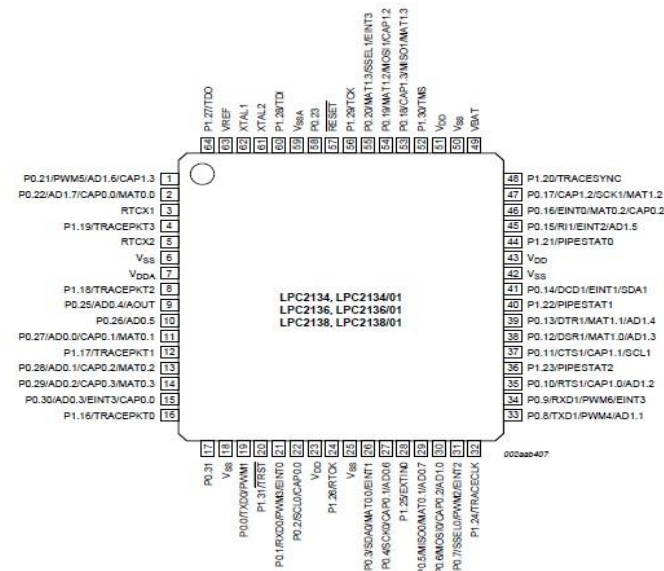 P1.27/TDO
VREF
XTAL1
XTAL2
P1.28/TDI
VSSA
P0.23
RESET
P1.29/TCK
P0.20/MAT1.3/SSEL1/EINT3
P0.19/MAT1.2/MOSI1/CAP1.2
P0.18/CAP1.3/MISO1/MAT1.3
P1.30/TMS
VDD
VSS
VBAT
64
63
62
61
60
59
58
57
56
55
54
53
52
51
50
49
P0.21/PWM5/AD1.6/CAP1.3 1
P0.22/AD1.7/CAP0.0/MAT0.0 2
RTCX1 3
P1.19/TRACEPKT3 4
RTCX2 5
VSS 6
VDDA 7
P1.18/TRACEPKT2 8
P0.25/AD0.4/AOUT 9
P0.26/AD0.5 10
P0.27/AD0.0/CAP0.1/MAT0.1 11
P1.17/TRACEPKT1 12
P0.28/AD0.1/CAP0.2/MAT0.2 13
P0.29/AD0.2/CAP0.3/MAT0.3 14
P0.30/AD0.3/EINT3/CAP0.0 15
P1.16/TRACEPKT0 16
LPC2134, LPC2134/01
LPC2136, LPC2136/01
LPC2138, LPC2138/01
48 P1.20/TRACESYNC
47 P0.17/CAP1.2/SCK1/MAT1.2
46 P0.16/EINT0/MAT0.2/CAP0.2
45 P0.15/RI1/EINT2/AD1.5
44 P1.21/PIPESTAT0
43 VDD
42 VSS
41 P0.14/DCD1/EINT1/SDA1
40 P1.22/PIPESTAT1
39 P0.13/DTR1/MAT1.1/AD1.4
38 P0.12/DSR1/MAT1.0/AD1.3
37 P0.11/CTS1/CAP1.1/SCL1
36 P1.23/PIPESTAT2
35 P0.10/RTS1/CAP1.0/AD1.2
34 P0.9/RXD1/PWM6/EINT3
33 P0.8/TXD1/PWM4/AD1.1
17
18
19
20
21
22
23
24
25
26
27
28
29
30
31
32
P0.31
VSS
P0.0/TXD0/PWM1
P1.31/TRST
P0.1/RXD0/PWM3/EINT0
P0.2/SCL0/CAP0.0
VDD
P1.26/RTCK
VSS
P0.3/SDA0/MAT0.0/EINT1
P0.4/SCK0/CAP0.1/AD0.6
P1.25/EXTIN0
P0.5/MISO0/MAT0.1/AD0.7
P0.6/MOSI0/CAP0.2/AD1.0
P0.7/SSEL0/PWM2/EINT2
P1.24/TRACECLK
002aab407